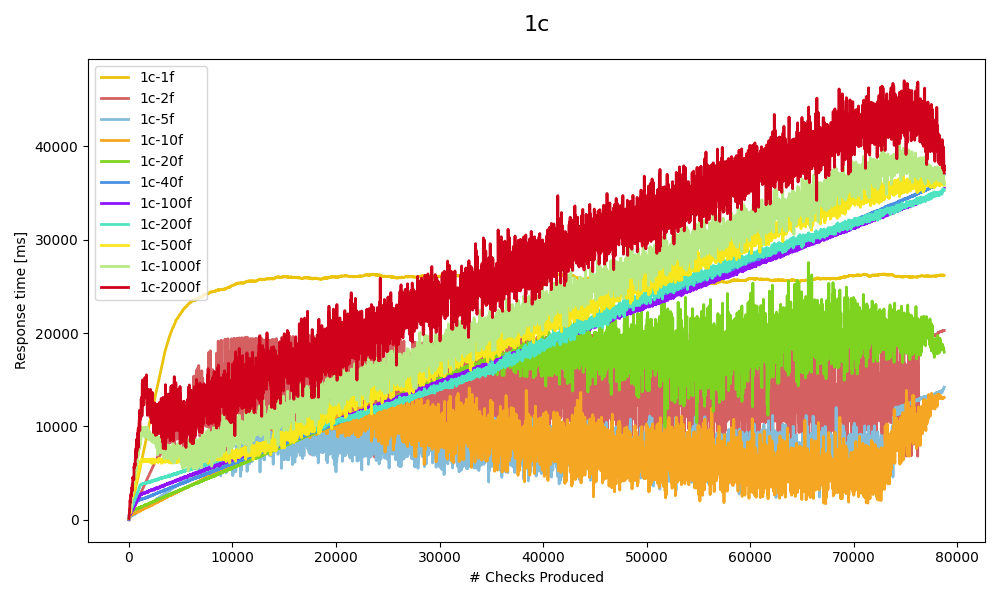 1c
1c-1f
1c-2f
1c-5f
1c-10f
1c-20f
1c-40f
1c-100f
1c-200f
1c-500f
1c-1000f
1c-2000f
Response time [ms]
40000
30000
20000
10000
0
0 10000 20000 30000 40000 50000 60000 70000 80000
# Checks Produced